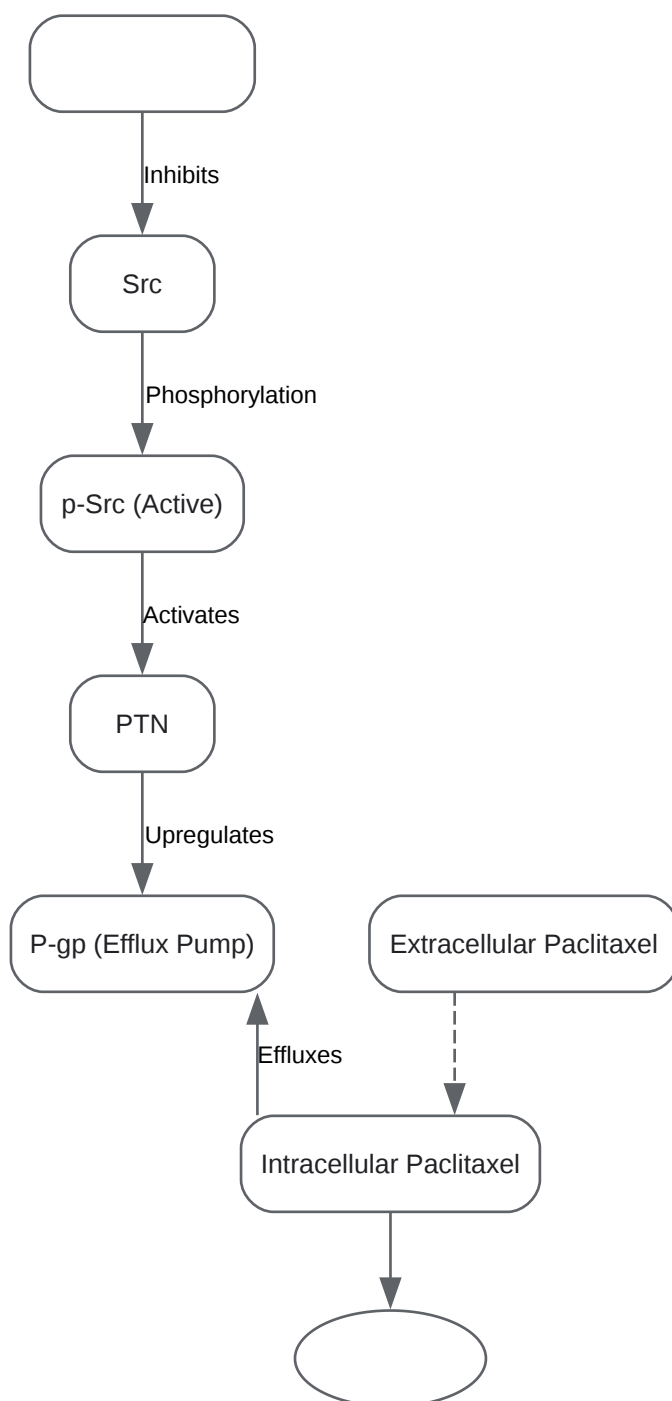 Inhibits
Src
Phosphorylation
p-Src (Active)
Activates
PTN
Upregulates
P-gp (Efflux Pump)
Extracellular Paclitaxel
Effluxes
Intracellular Paclitaxel